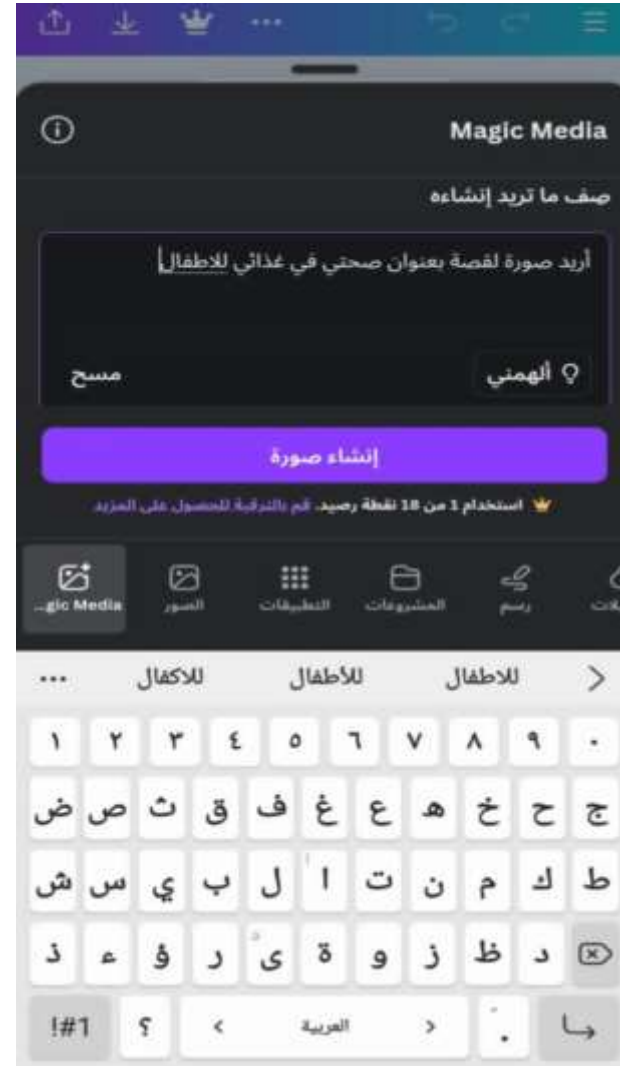 Magic Media
صف ما تريد إنشاءه
أريد صورة لقصة بعنوان صحتي في غذائي للاطفال
ألهمني
مسح
إنشاء صورة
استخدام 1 من 18 نقطة رصيد. قم بالترقية للحصول على المزيد
رسم المشروعات التطبيقات الصور ...gic Media
للاطفال للأطفال للاكفال ...
١ ٢ ٣ ٤ ٥ ٦ ٧ ٨ ٩ ٠
ض ص ث ق ف غ ع ه خ ح ج
ش س ي ب ل ا ت ن م ك ط
ذ ء ؤ ر ى ة و ز ظ د
!#1 ؟ < العربية > .